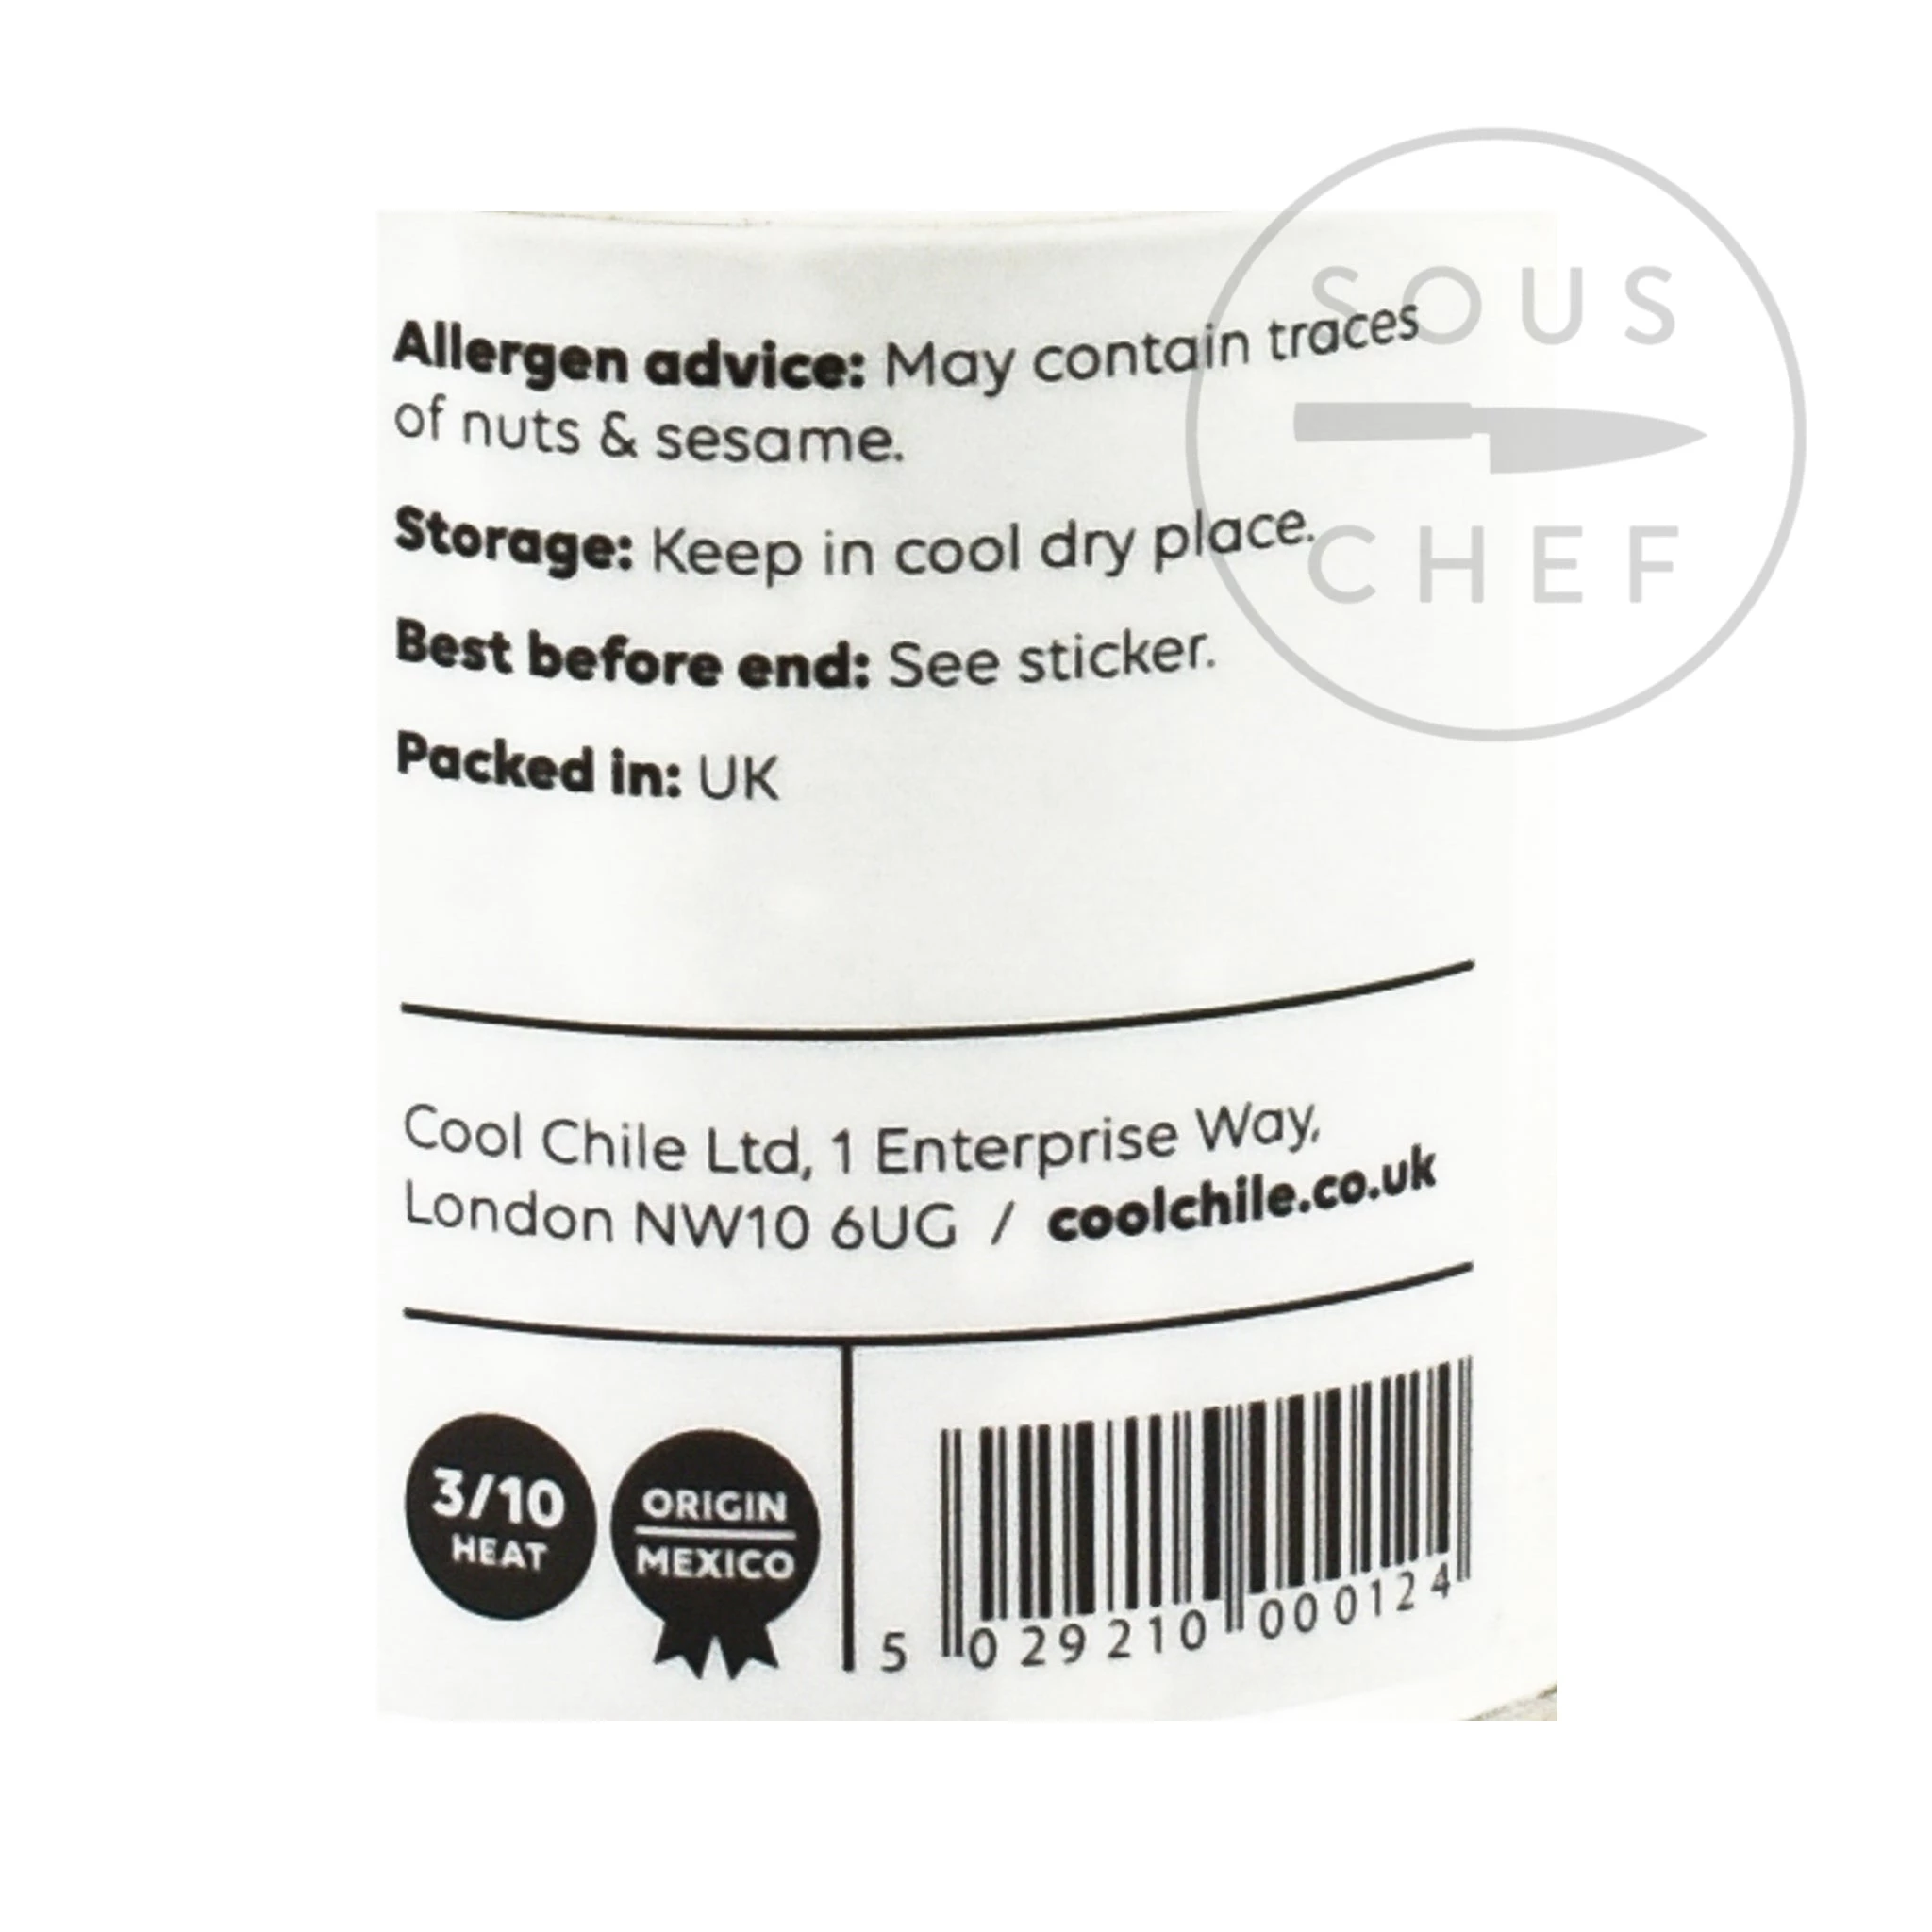 SOUS
CHEF
Allergen advice: May contain traces
of nuts & sesame.
Storage: Keep in cool dry place.
Best before end: See sticker.
Packed in: UK
Cool Chile Ltd, 1 Enterprise Way,
London NW10 6UG / coolchile.co.uk
3/10
HEAT
ORIGIN
MEXICO
5 029210 000124